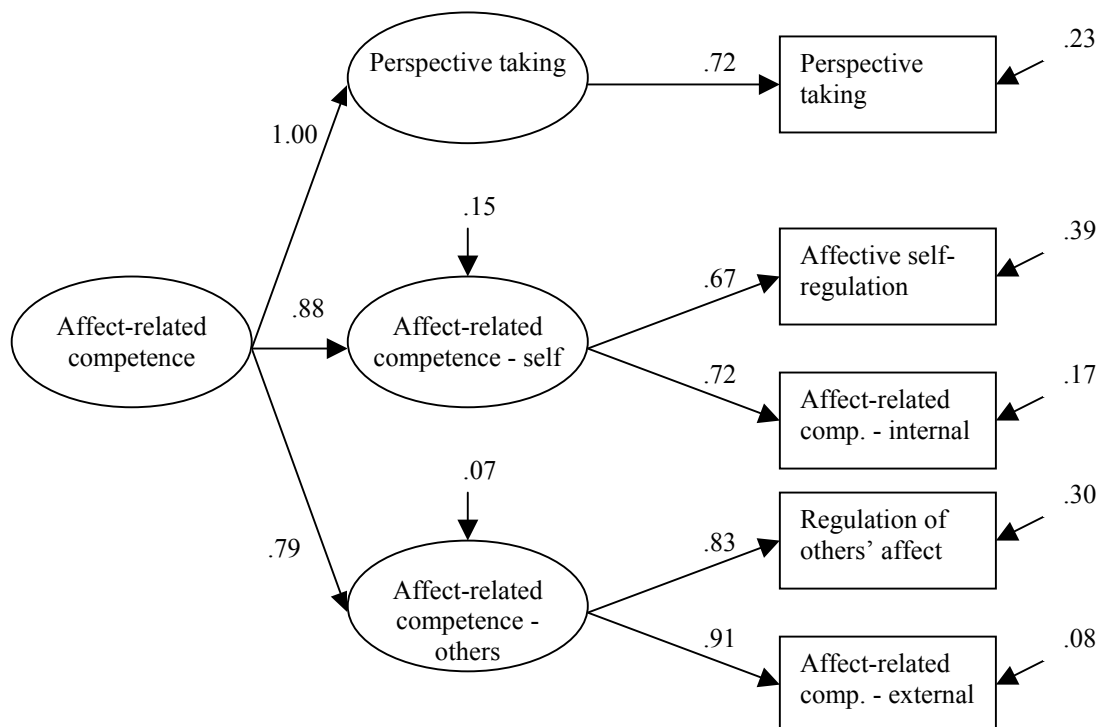 Perspective taking
.72
Perspective
taking
.23
1.00
.15
.39
Affective self-
regulation
.67
.88
Affect-related
competence
Affect-related
competence - self
.72
.17
Affect-related
comp. - internal
.07
.30
Regulation of
others’ affect
.79
.83
Affect-related
competence -
others
.91
.08
Affect-related
comp. - external